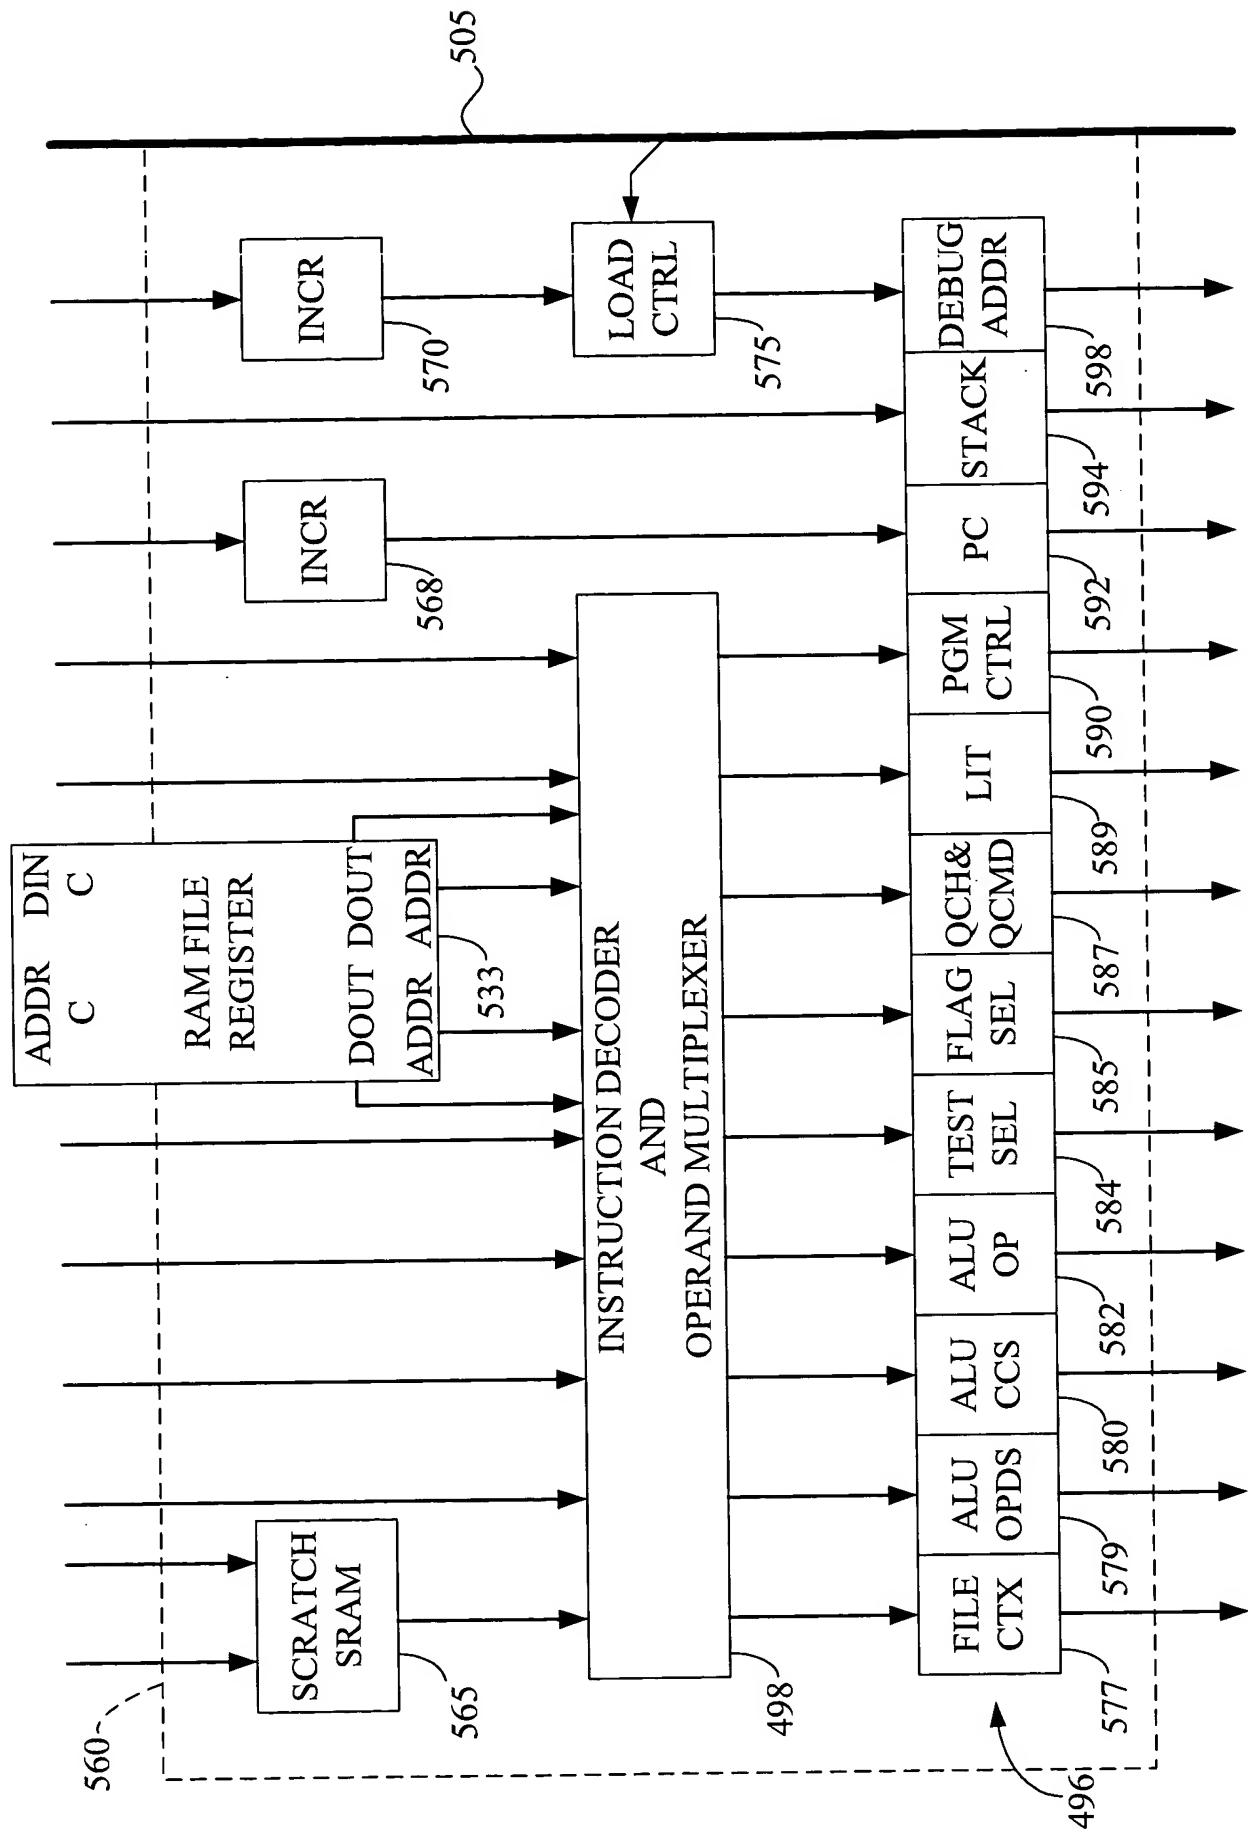 505
560
ADDR DIN
C C
RAM FILE
REGISTER
DOUT DOUT
ADDR ADDR
533
SCRATCH
SRAM
565
INCR
568
INCR
570
LOAD
CTRL
575
INSTRUCTION DECODER
AND
OPERAND MULTIPLEXER
498
FILE
CTX
577
ALU
OPDS
579
ALU
CCS
580
ALU
OP
582
TEST
SEL
584
FLAG
SEL
585
QCH&
QCMD
587
LIT
589
PGM
CTRL
590
PC
592
STACK
594
DEBUG
ADDR
598
496